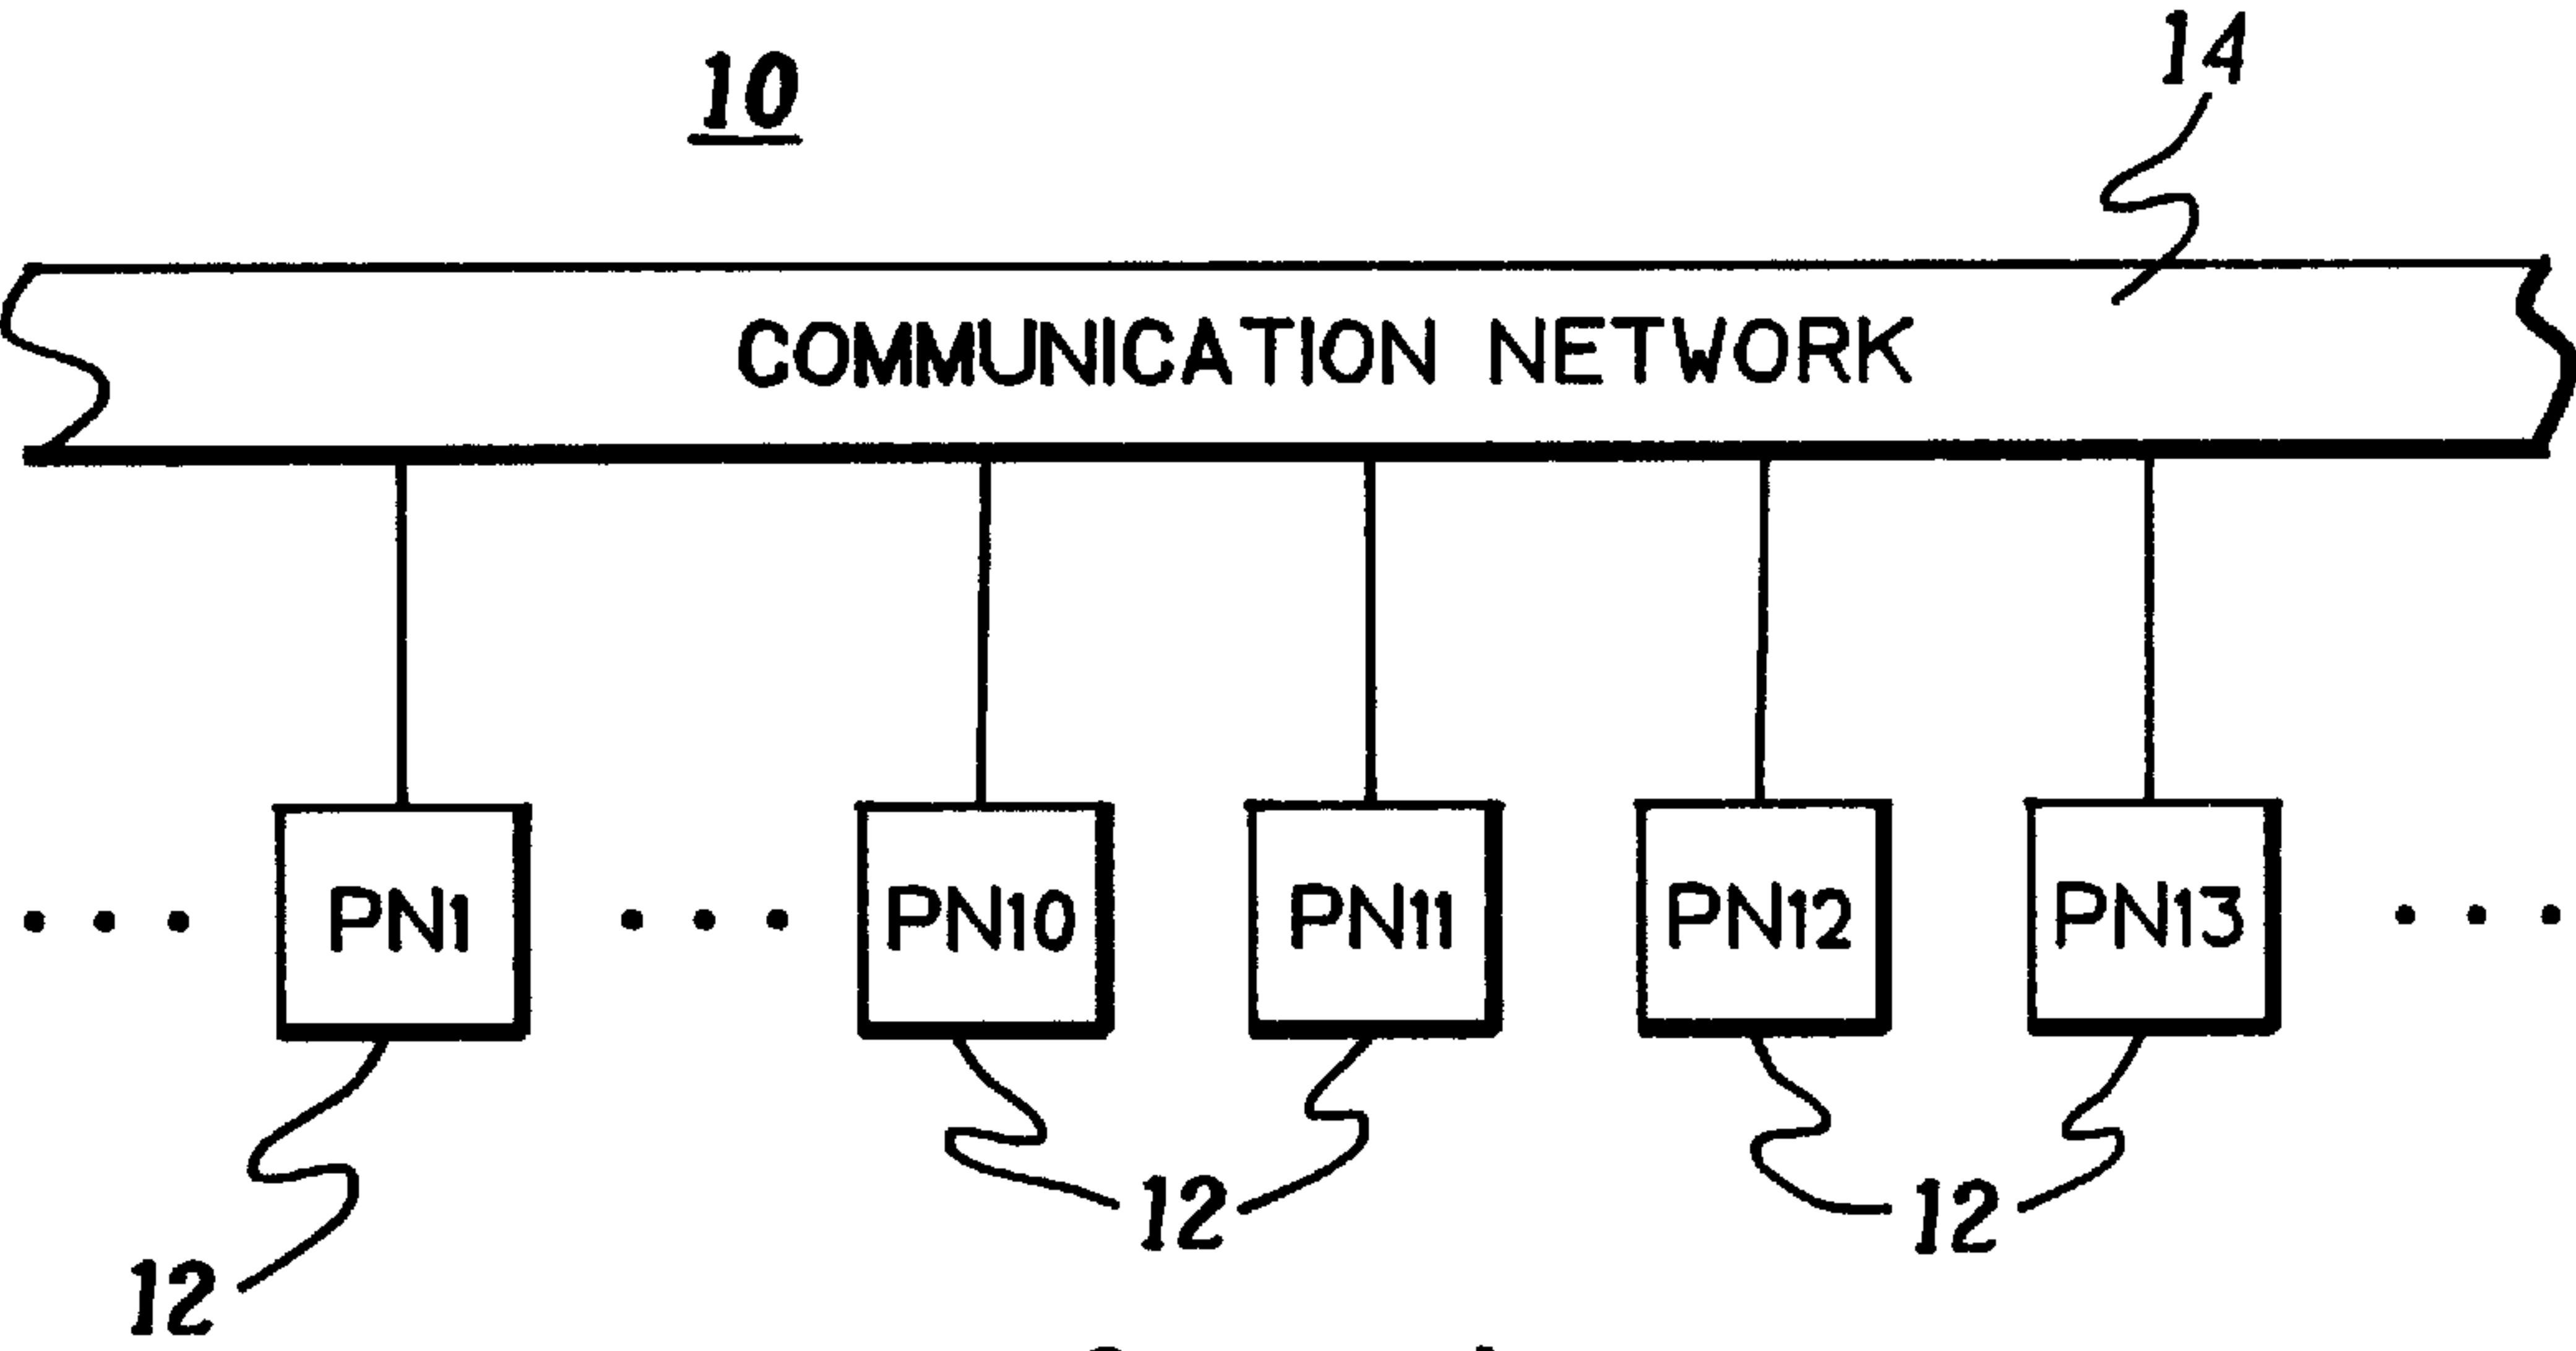 10
14
COMMUNICATION NETWORK
PN1
PN10
PN11
PN12
PN13
12
12
12